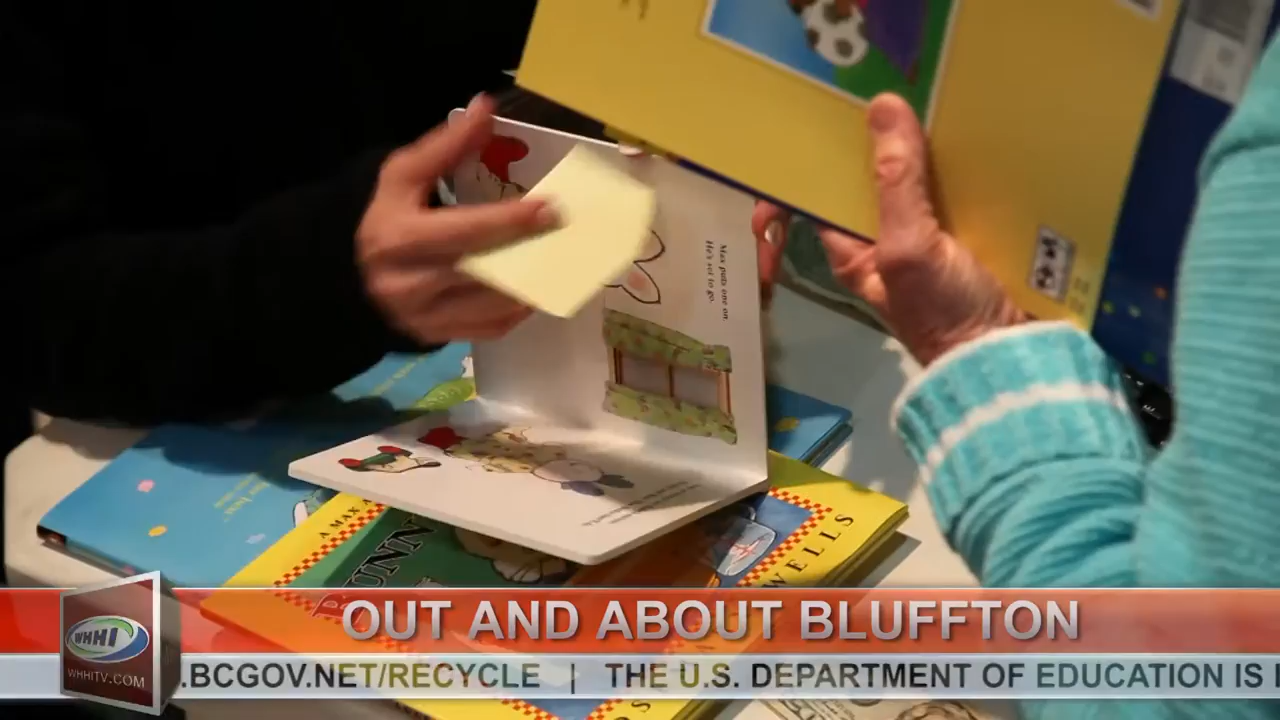 Max puts one on.
He's set to go.
A MAX A
BUNN
WELLS
OUT AND ABOUT BLUFFTON
WHHI
WHHITV.COM
.BCGOV.NET/RECYCLE | THE U.S. DEPARTMENT OF EDUCATION IS